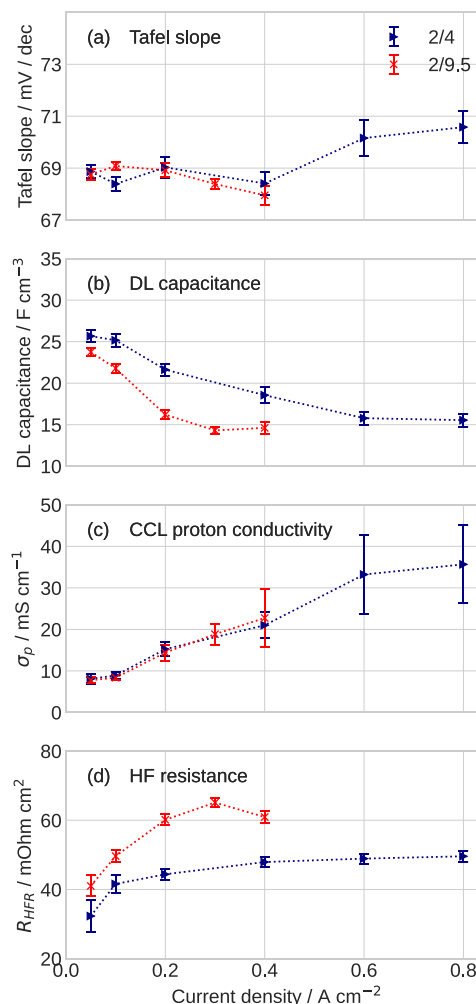 (a) Tafel slope
2/4
2/9.5
Tafel slope / mV / dec
73
71
69
67
(b) DL capacitance
DL capacitance / F cm⁻³
35
30
25
20
15
10
(c) CCL proton conductivity
σₚ / mS cm⁻¹
50
40
30
20
10
0
(d) HF resistance
R_HFR / mOhm cm²
80
60
40
20
0.0 0.2 0.4 0.6 0.8
Current density / A cm⁻²